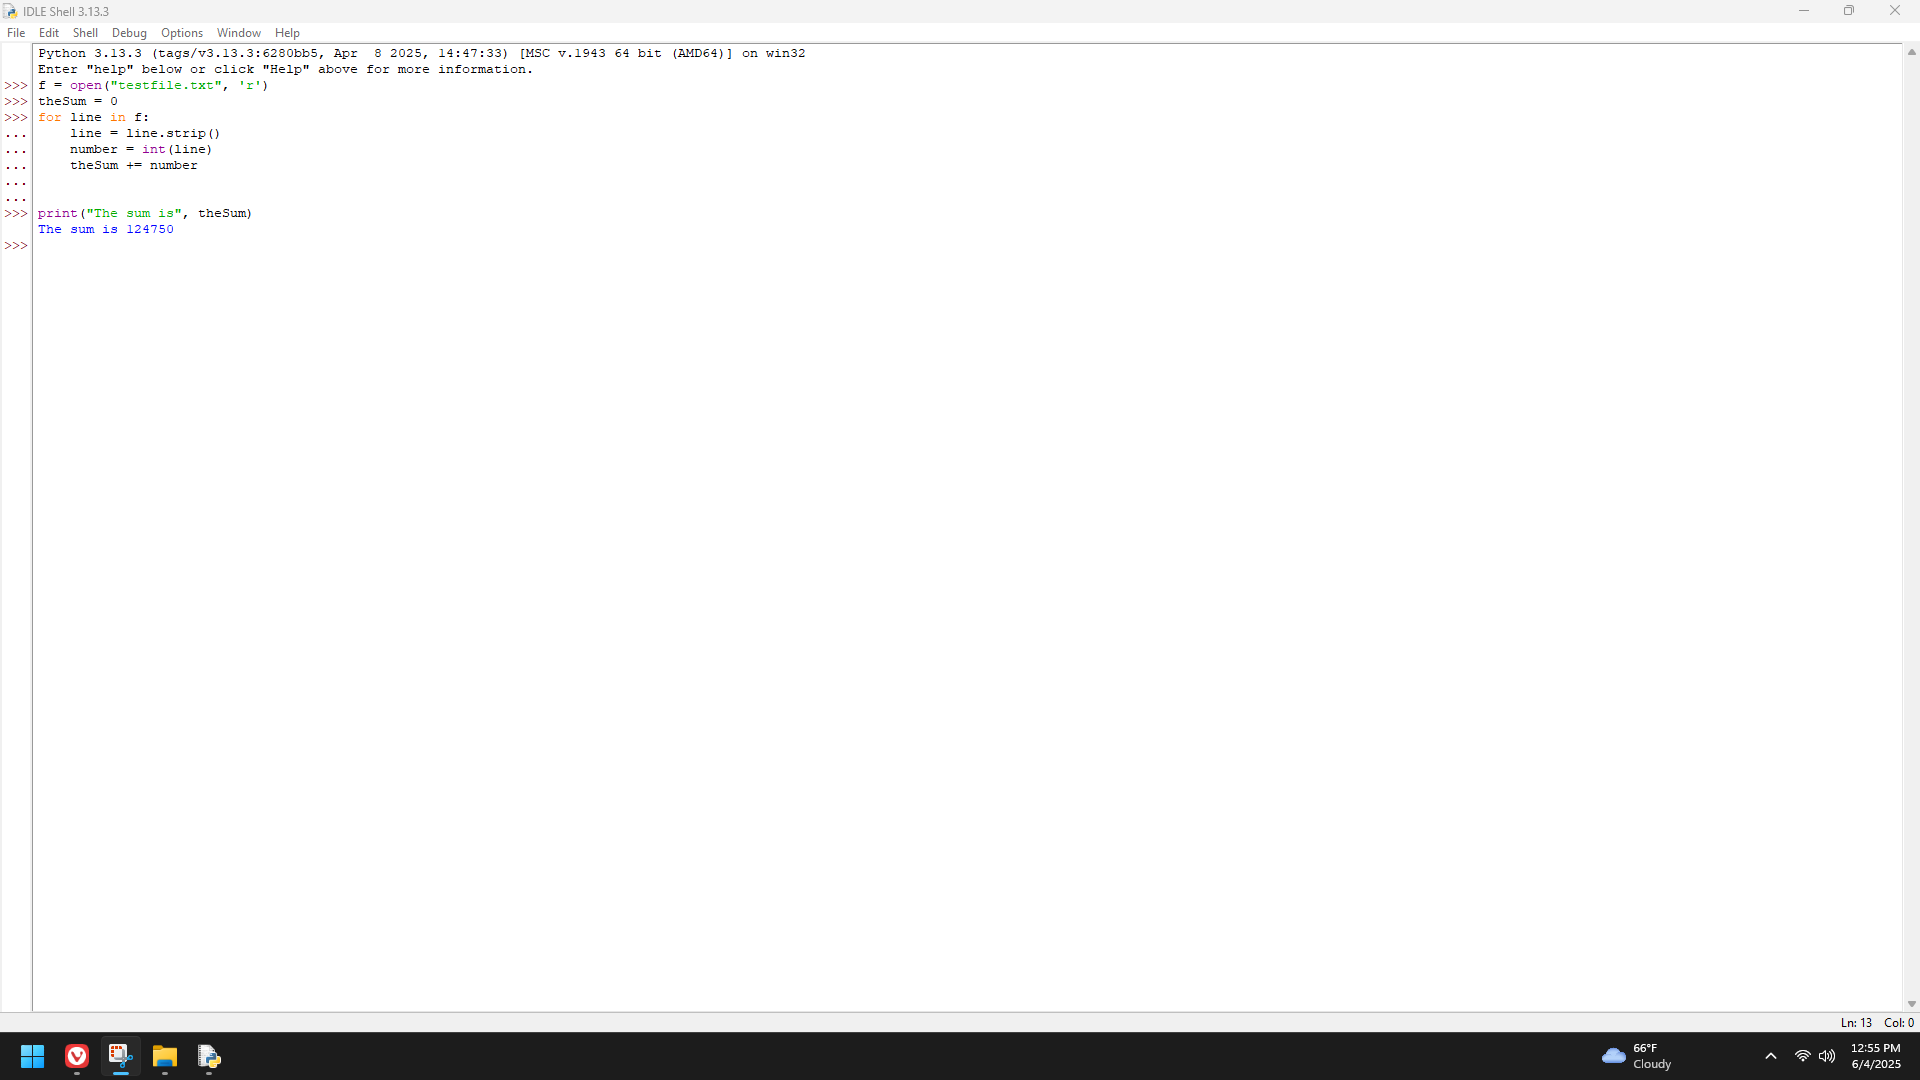 IDLE Shell 3.13.3
File Edit Shell Debug Options Window Help
Python 3.13.3 (tags/v3.13.3:6280bb5, Apr  8 2025, 14:47:33) [MSC v.1943 64 bit (AMD64)] on win32
Enter "help" below or click "Help" above for more information.
>>> f = open("testfile.txt", 'r')
>>> theSum = 0
>>> for line in f:
...     line = line.strip()
...     number = int(line)
...     theSum += number
...
...
>>> print("The sum is", theSum)
The sum is 124750
>>>
Ln: 13 Col: 0
66°F
Cloudy
12:55 PM
6/4/2025